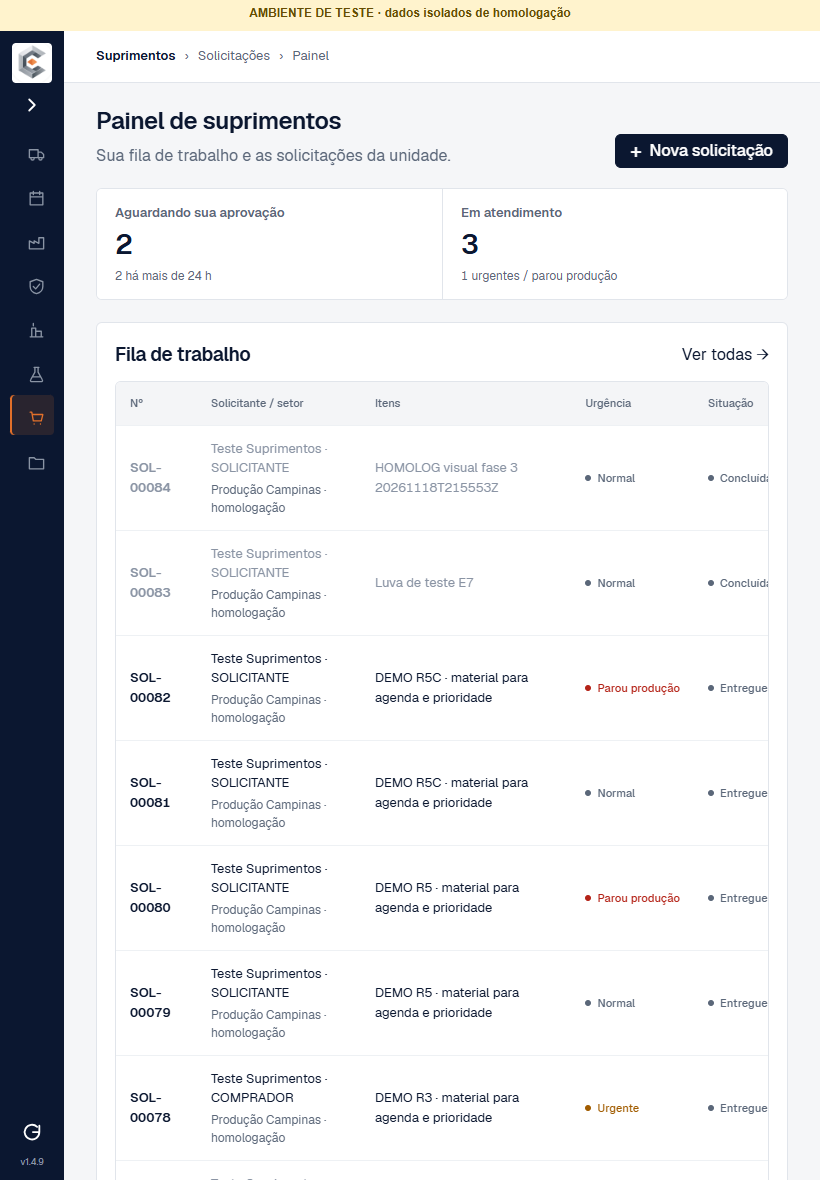 AMBIENTE DE TESTE · dados isolados de homologação
Suprimentos › Solicitações › Painel
Painel de suprimentos
Sua fila de trabalho e as solicitações da unidade.
+ Nova solicitação
Aguardando sua aprovação
2
2 há mais de 24 h
Em atendimento
3
1 urgentes / parou produção
Fila de trabalho
Ver todas →
Nº Solicitante / setor Itens Urgência Situação
SOL-
00084
Teste Suprimentos ·
SOLICITANTE
Produção Campinas ·
homologação
HOMOLOG visual fase 3
20261118T215553Z
Normal
Concluída
SOL-
00083
Teste Suprimentos ·
SOLICITANTE
Produção Campinas ·
homologação
Luva de teste E7
Normal
Concluída
SOL-
00082
Teste Suprimentos ·
SOLICITANTE
Produção Campinas ·
homologação
DEMO R5C · material para
agenda e prioridade
Parou produção
Entregue
SOL-
00081
Teste Suprimentos ·
SOLICITANTE
Produção Campinas ·
homologação
DEMO R5C · material para
agenda e prioridade
Normal
Entregue
SOL-
00080
Teste Suprimentos ·
SOLICITANTE
Produção Campinas ·
homologação
DEMO R5 · material para
agenda e prioridade
Parou produção
Entregue
SOL-
00079
Teste Suprimentos ·
SOLICITANTE
Produção Campinas ·
homologação
DEMO R5 · material para
agenda e prioridade
Normal
Entregue
SOL-
00078
Teste Suprimentos ·
COMPRADOR
Produção Campinas ·
homologação
DEMO R3 · material para
agenda e prioridade
Urgente
Entregue
v1.4.9